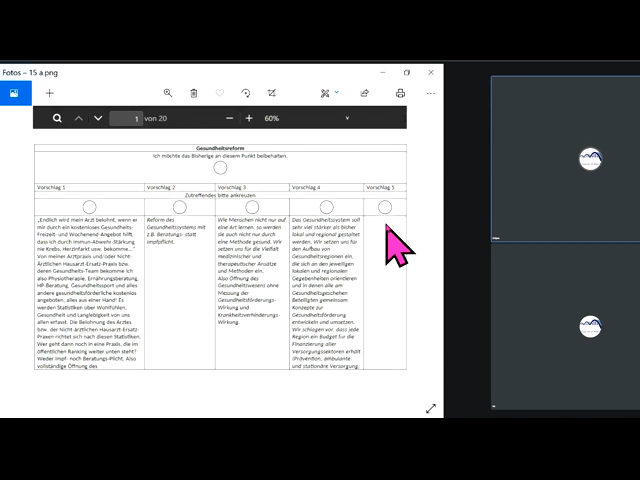 Fotos – 15 a.png
1 von 20
60%
Gesundheitsreform
Ich möchte das Bisherige an diesem Punkt beibehalten.
Vorschlag 1 Vorschlag 2 Vorschlag 3 Vorschlag 4 Vorschlag 5
Zutreffendes bitte ankreuzen
„Endlich wird mein Arzt belohnt, wenn er
mir durch ein kostenloses Gesundheits-
Freizeit- und Wochenend-Angebot hilft,
dass ich durch Immun-Abwehr-Stärkung
nie Krebs, Herzinfarkt usw. bekomme...“
Von meiner Arztpraxis und/oder Nicht-
Ärztlichen Hausarzt-Ersatz-Praxis bzw.
deren Gesundheits-Team bekomme ich
also Physiotherapie, Ernährungsberatung,
HP-Beratung, Gesundheitssport und alles
andere gesundheitsförderliche kostenlos
angeboten, alles aus einer Hand! Es
werden Statistiken über Wohlfühlen,
Gesundheit und Langlebigkeit von uns
allen erfasst. Die Belohnung des Arztes
bzw. der Nicht-ärztlichen Hausarzt-Ersatz-
Praxen richtet sich nach diesen Statistiken.
Wer geht dann noch in eine Praxis, die im
öffentlichen Ranking weiter unten steht?
Weder Impf- noch Beratungs-Plicht. Also
vollständige Öffnung des
Reform des
Gesundheitssystems mit
z.B. Beratungs- statt
Impfpflicht.
Wie Menschen nicht nur auf
eine Art lernen, so werden
sie auch nicht nur durch
eine Methode gesund. Wir
setzen uns für die Vielfalt
medizinischer und
therapeutischer Ansätze
und Methoden ein.
Also Öffnung des
Gesundheitswesens ohne
Messung der
Gesundheitsförderungs-
Wirkung und
Krankheitsverhinderungs-
Wirkung.
Das Gesundheitssystem soll
sehr viel stärker als bisher
lokal und regional gestaltet
werden. Wir setzen uns für
den Aufbau von
Gesundheitsregionen ein,
die sich an den jeweiligen
lokalen und regionalen
Gegebenheiten orientieren
und in denen alle am
Gesundheitsgeschehen
Beteiligten gemeinsam
Konzepte zur
Gesundheitsförderung
entwickeln und umsetzen.
Wir schlagen vor, dass jede
Region ein Budget für die
Finanzierung aller
Versorgungssektoren erhält
(Prävention, ambulante
und stationäre Versorgung,